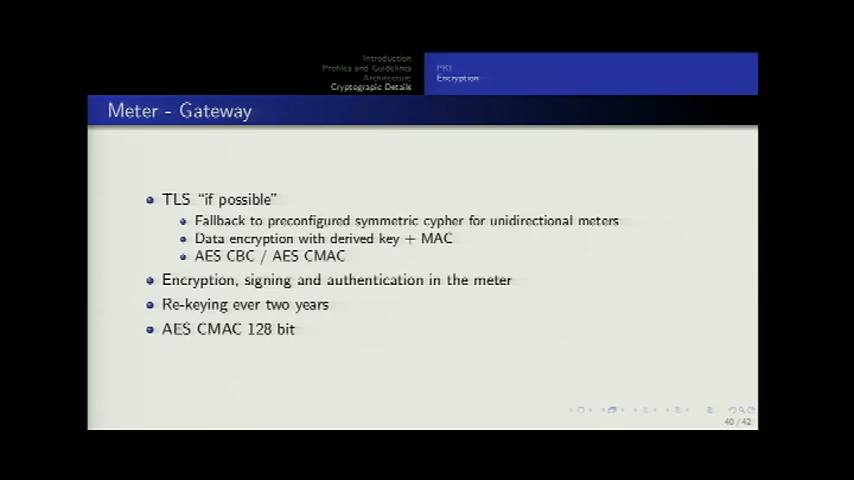 Introduction
Profiles and Guidelines
Architecture
Cryptograpic Details
PKI
Encryption
Meter - Gateway
TLS “if possible”
Fallback to preconfigured symmetric cypher for unidirectional meters
Data encryption with derived key + MAC
AES CBC / AES CMAC
Encryption, signing and authentication in the meter
Re-keying ever two years
AES CMAC 128 bit
40 / 42